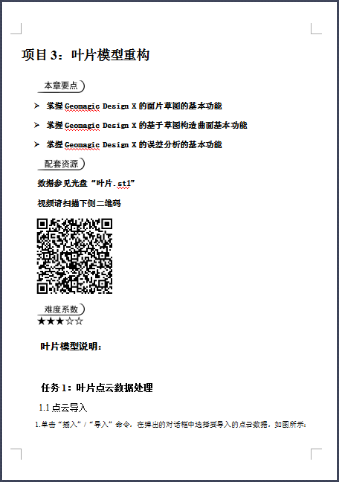 项目 3：叶片模型重构
本章要点
➢ 掌握 Geomagic Design X 的面片草图的基本功能
➢ 掌握 Geomagic Design X 的基于草图构造曲面基本功能
➢ 掌握 Geomagic Design X 的误差分析的基本功能
配套资源
数据参见光盘“叶片.stl”
视频请扫描下侧二维码
难度系数
★★★☆☆
叶片模型说明：
任务 1：叶片点云数据处理
1.1 点云导入
1.单击“插入”/“导入”命令，在弹出的对话框中选择要导入的点云数据，如图所示：